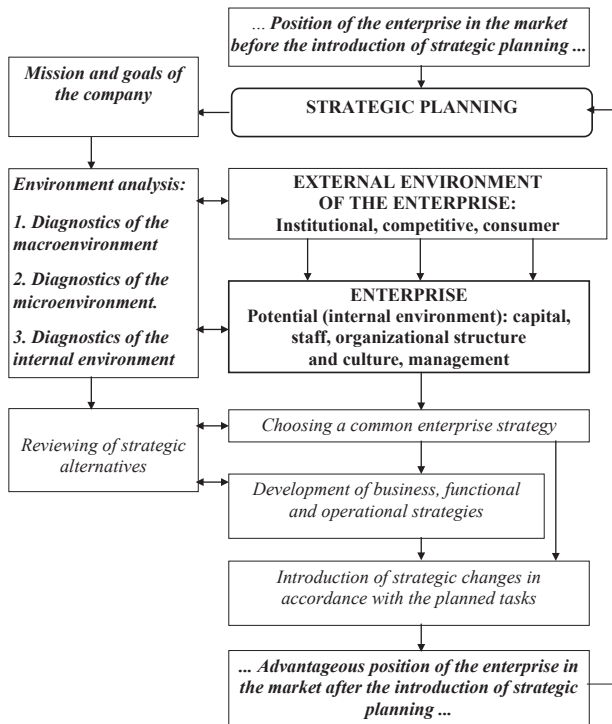 ... Position of the enterprise in the market
before the introduction of strategic planning ...
Mission and goals of
the company
STRATEGIC PLANNING
Environment analysis:
1. Diagnostics of the
macroenvironment
2. Diagnostics of the
microenvironment.
3. Diagnostics of the
internal environment
EXTERNAL ENVIRONMENT
OF THE ENTERPRISE:
Institutional, competitive, consumer
ENTERPRISE
Potential (internal environment): capital,
staff, organizational structure
and culture, management
Reviewing of strategic
alternatives
Choosing a common enterprise strategy
Development of business, functional
and operational strategies
Introduction of strategic changes in
accordance with the planned tasks
... Advantageous position of the enterprise in
the market after the introduction of strategic
planning ...